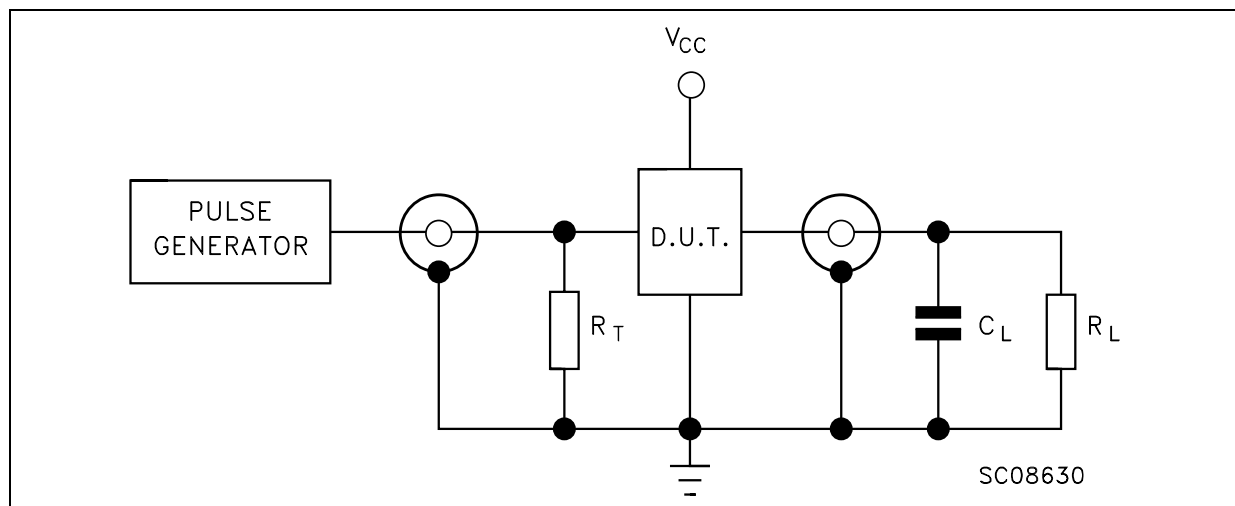 VCC
PULSE
GENERATOR
D.U.T.
RT
CL
RL
SC08630